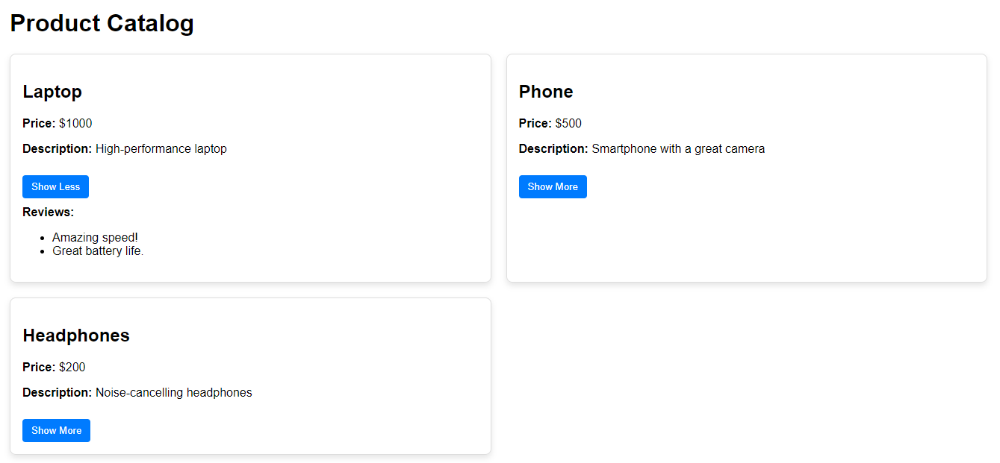 Product Catalog
Laptop
Price: $1000
Description: High-performance laptop
Show Less
Reviews:
Amazing speed!
Great battery life.
Phone
Price: $500
Description: Smartphone with a great camera
Show More
Headphones
Price: $200
Description: Noise-cancelling headphones
Show More